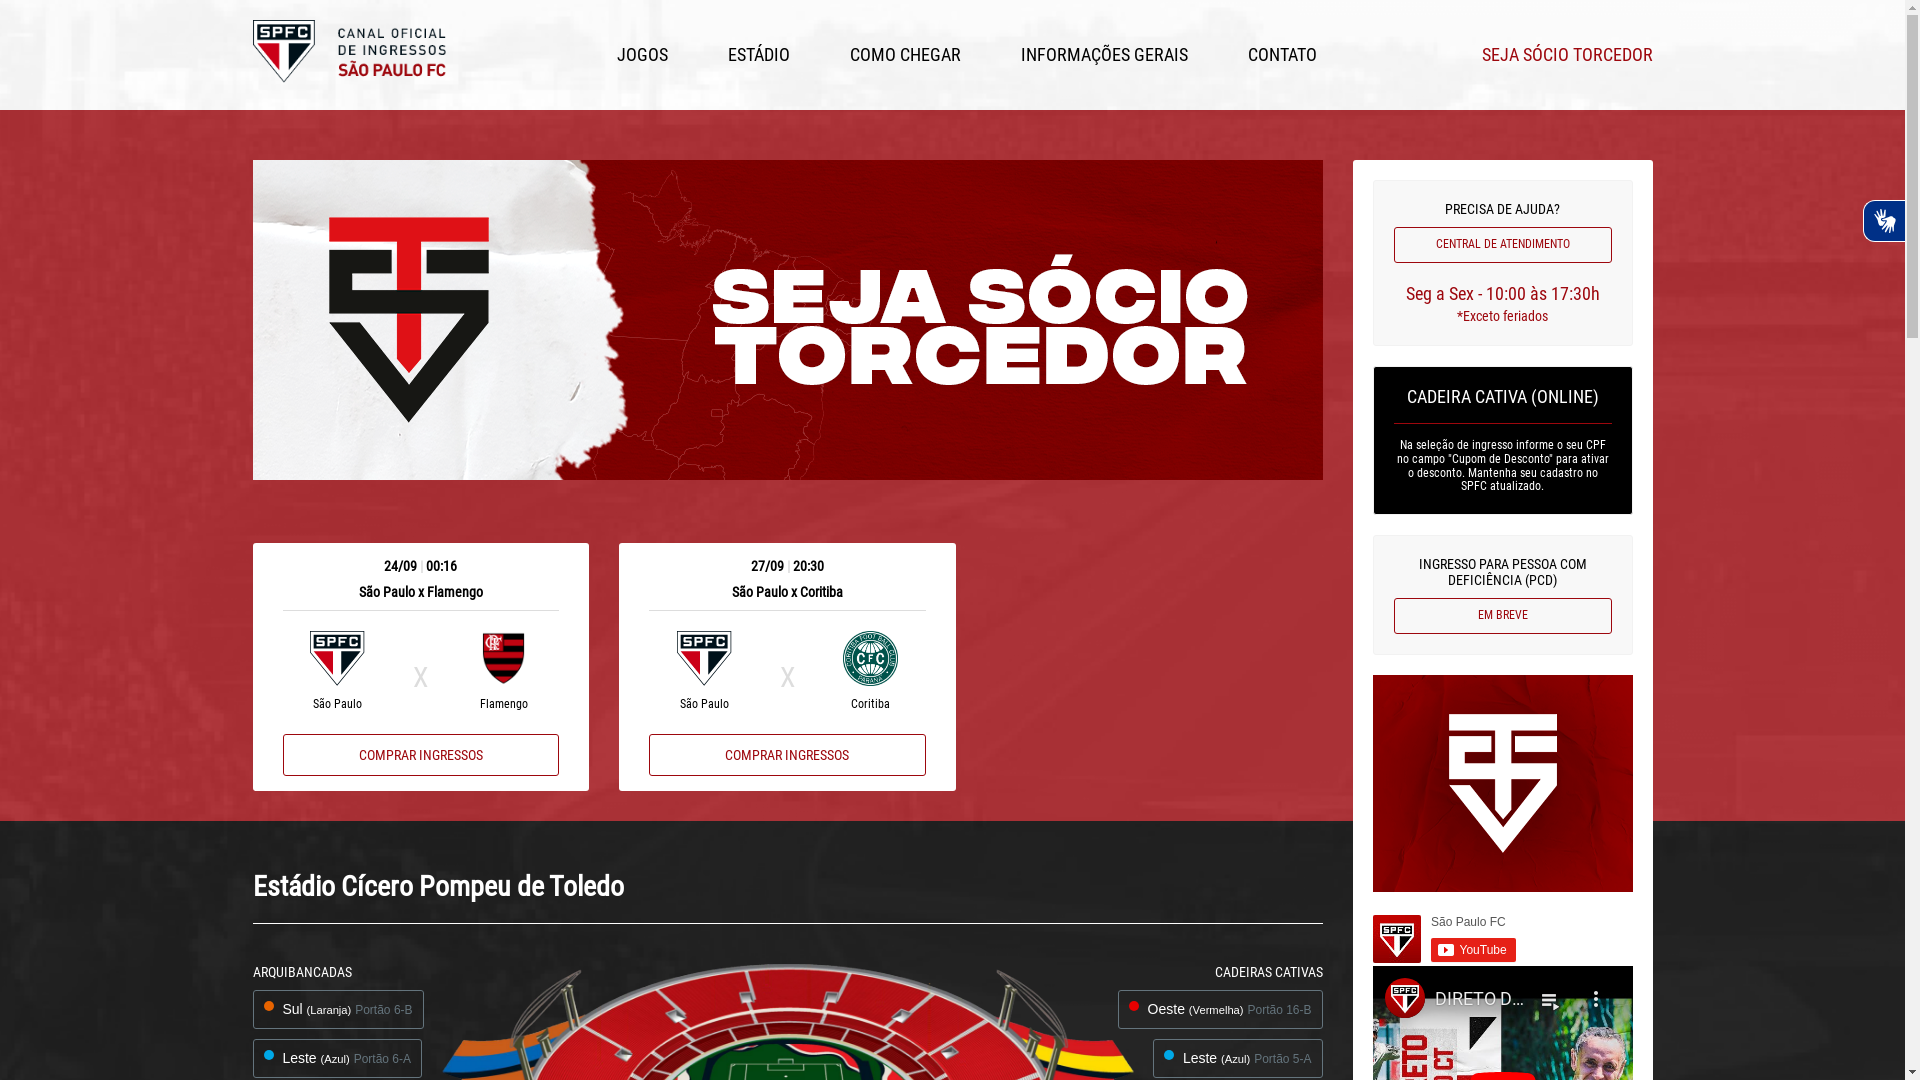 SPFC
CANAL OFICIAL
DE INGRESSOS
SÃO PAULO FC
JOGOS
ESTÁDIO
COMO CHEGAR
INFORMAÇÕES GERAIS
CONTATO
SEJA SÓCIO TORCEDOR
SEJA SÓCIO
TORCEDOR
PRECISA DE AJUDA?
CENTRAL DE ATENDIMENTO
Seg a Sex - 10:00 às 17:30h
*Exceto feriados
CADEIRA CATIVA (ONLINE)
Na seleção de ingresso informe o seu CPF
no campo "Cupom de Desconto" para ativar
o desconto. Mantenha seu cadastro no
SPFC atualizado.
INGRESSO PARA PESSOA COM
DEFICIÊNCIA (PCD)
EM BREVE
24/09 | 00:16
São Paulo x Flamengo
SPFC
X
São Paulo
Flamengo
COMPRAR INGRESSOS
27/09 | 20:30
São Paulo x Coritiba
SPFC
X
CFC
São Paulo
Coritiba
COMPRAR INGRESSOS
Estádio Cícero Pompeu de Toledo
ARQUIBANCADAS
Sul (Laranja) Portão 6-B
Leste (Azul) Portão 6-A
CADEIRAS CATIVAS
Oeste (Vermelha) Portão 16-B
Leste (Azul) Portão 5-A
SPFC
São Paulo FC
YouTube
SPFC
DIRETO D...